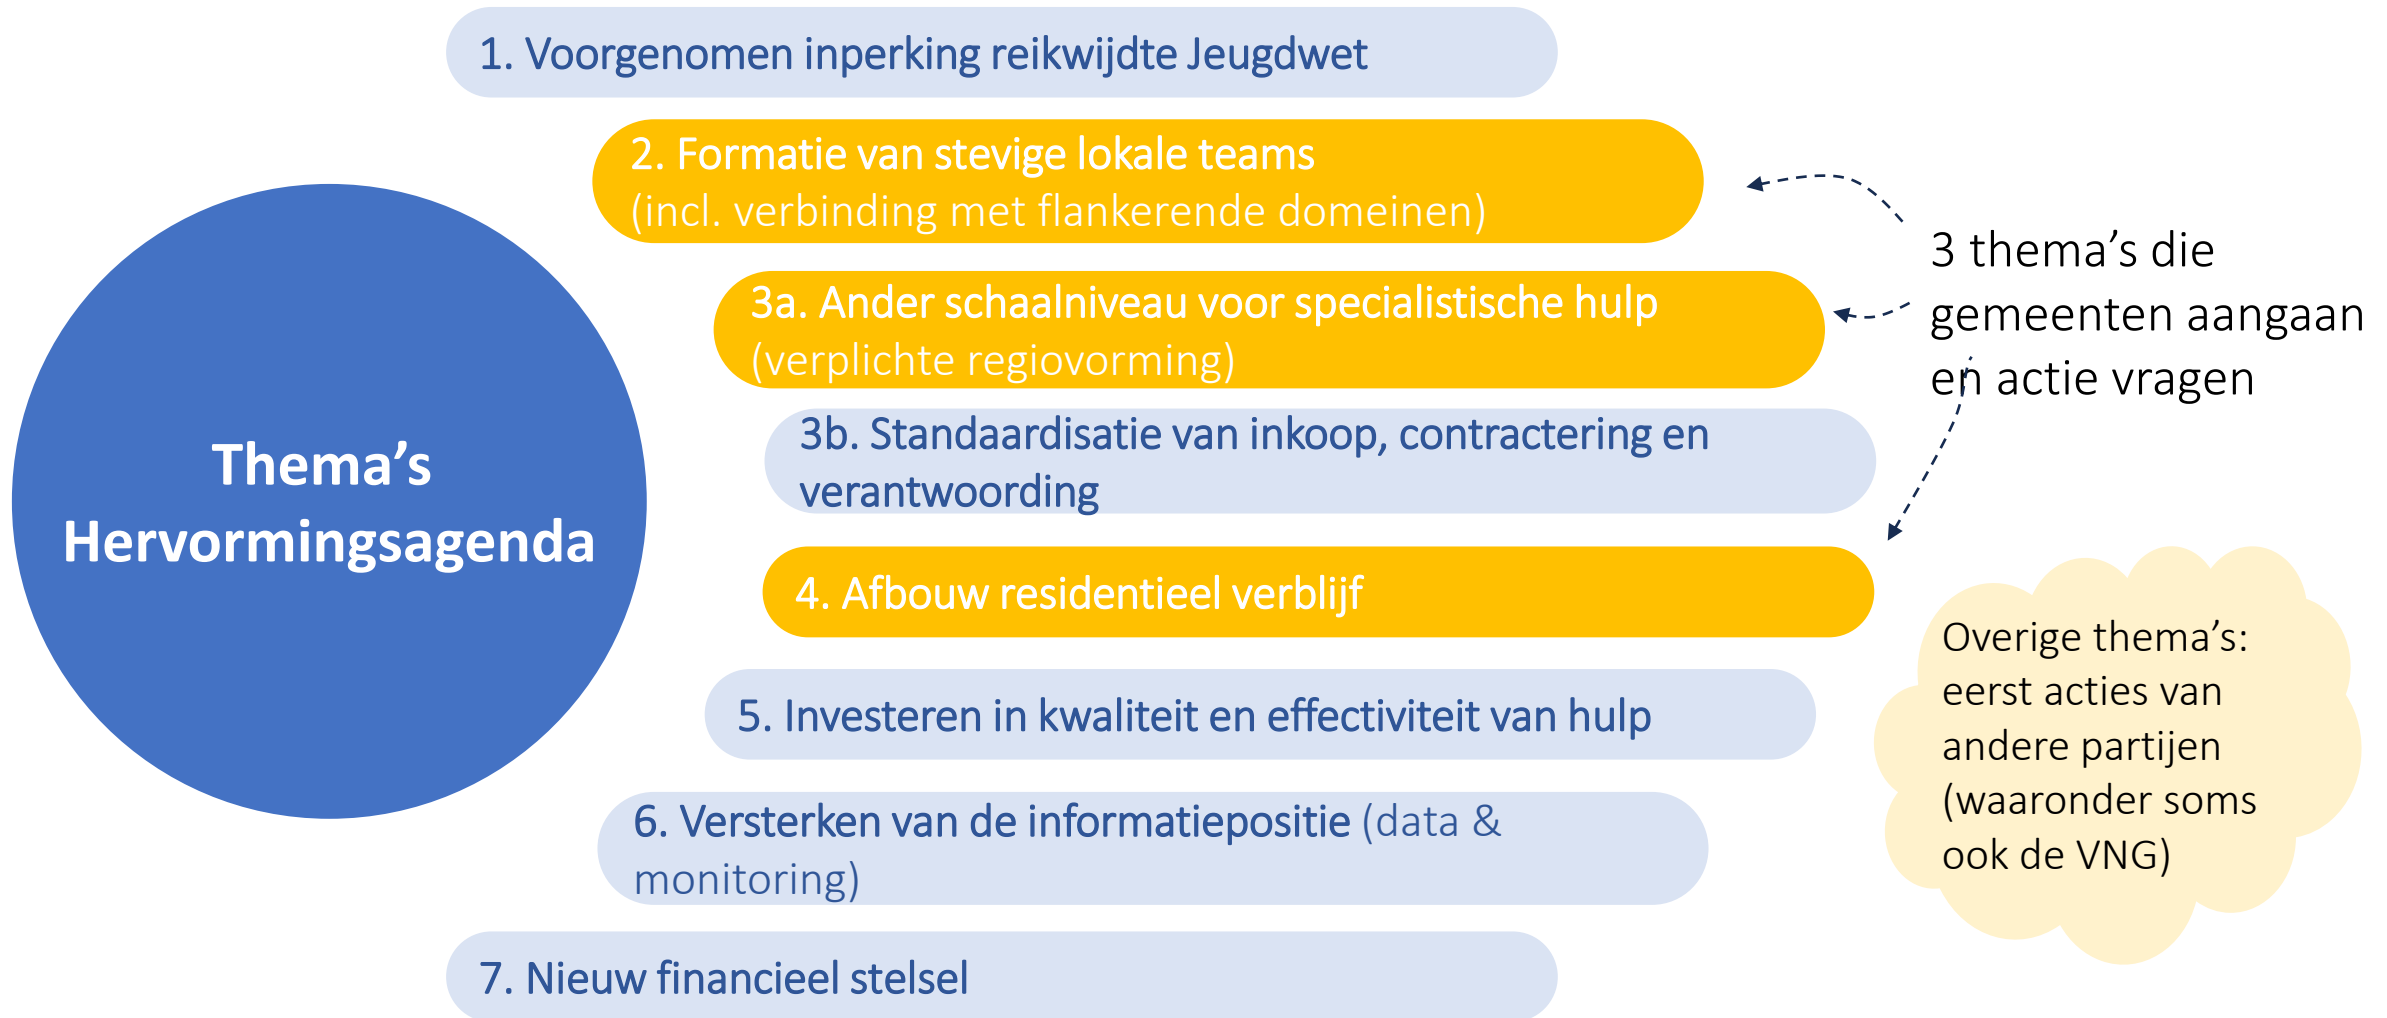 1. Voorgenomen inperking reikwijdte Jeugdwet
2. Formatie van stevige lokale teams
(incl. verbinding met flankerende domeinen)
3a. Ander schaalniveau voor specialistische hulp
(verplichte regiovorming)
3b. Standaardisatie van inkoop, contractering en
verantwoording
4. Afbouw residentieel verblijf
5. Investeren in kwaliteit en effectiviteit van hulp
6. Versterken van de informatiepositie (data &
monitoring)
7. Nieuw financieel stelsel
Thema’s
Hervormingsagenda
3 thema’s die
gemeenten aangaan
en actie vragen
Overige thema’s:
eerst acties van
andere partijen
(waaronder soms
ook de VNG)